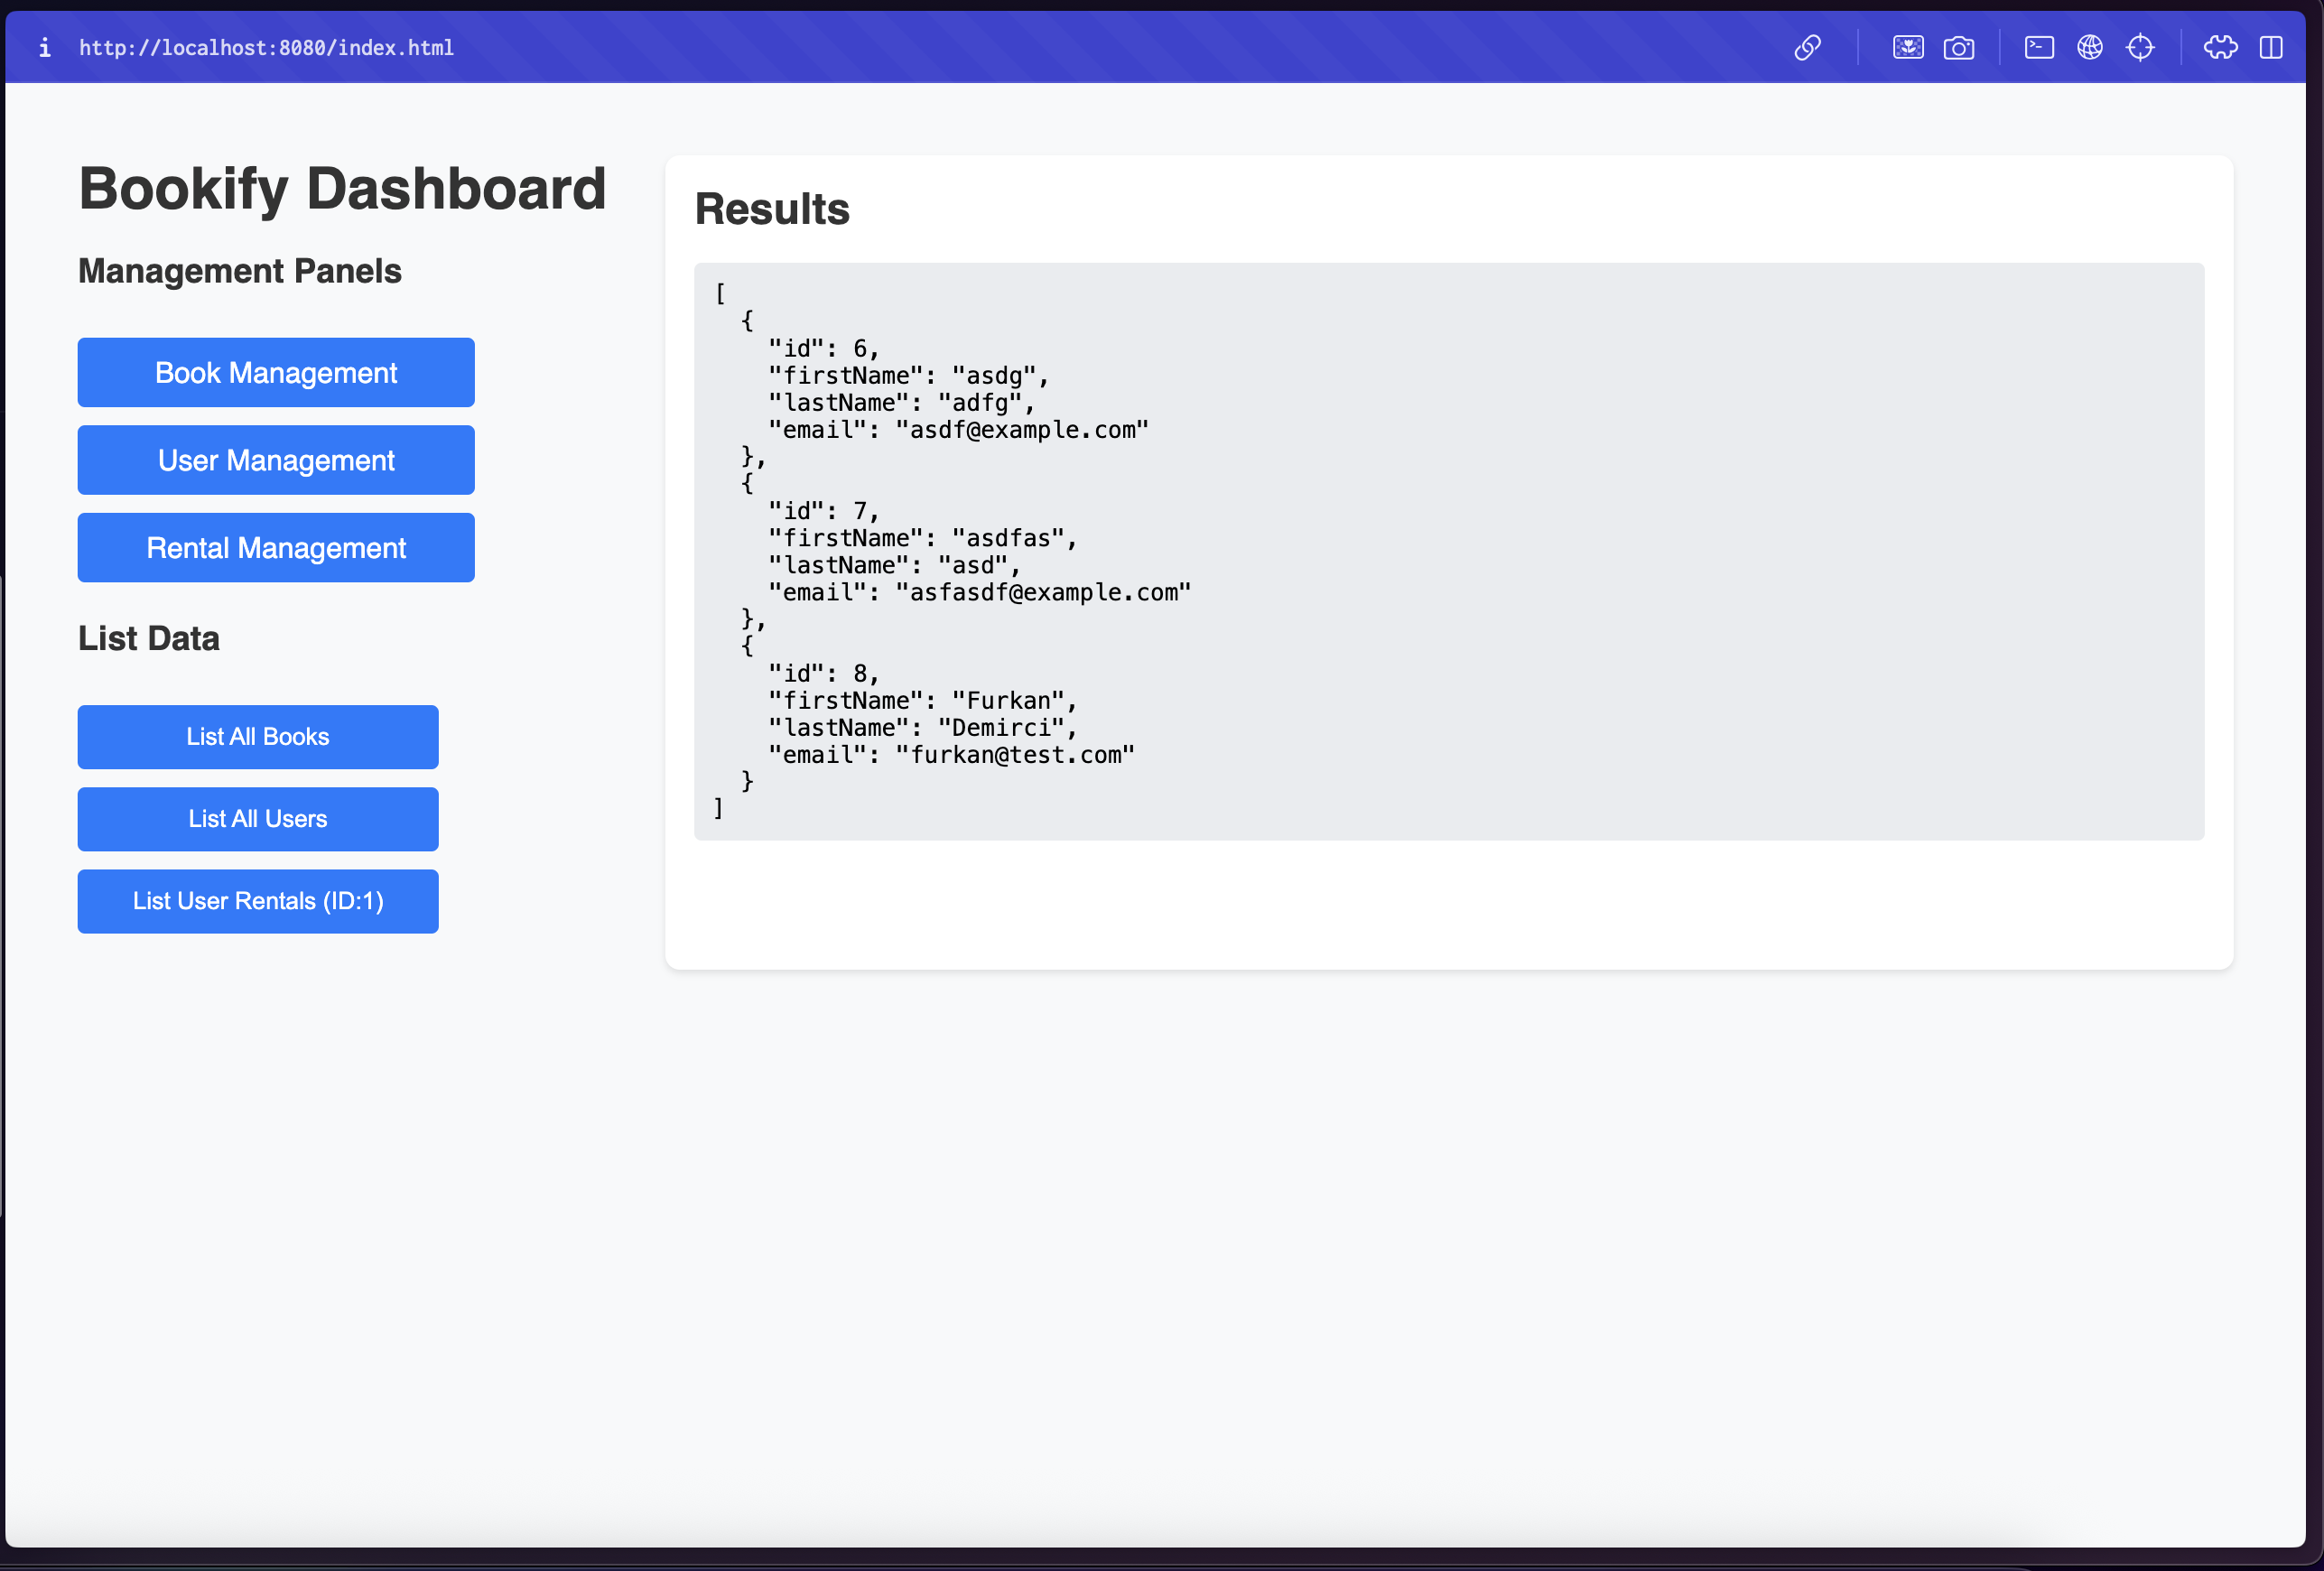 i http://localhost:8080/index.html
Bookify Dashboard
Management Panels
Book Management
User Management
Rental Management
List Data
List All Books
List All Users
List User Rentals (ID:1)
Results
[
  {
    "id": 6,
    "firstName": "asdg",
    "lastName": "adfg",
    "email": "asdf@example.com"
  },
  {
    "id": 7,
    "firstName": "asdfas",
    "lastName": "asd",
    "email": "asfasdf@example.com"
  },
  {
    "id": 8,
    "firstName": "Furkan",
    "lastName": "Demirci",
    "email": "furkan@test.com"
  }
]